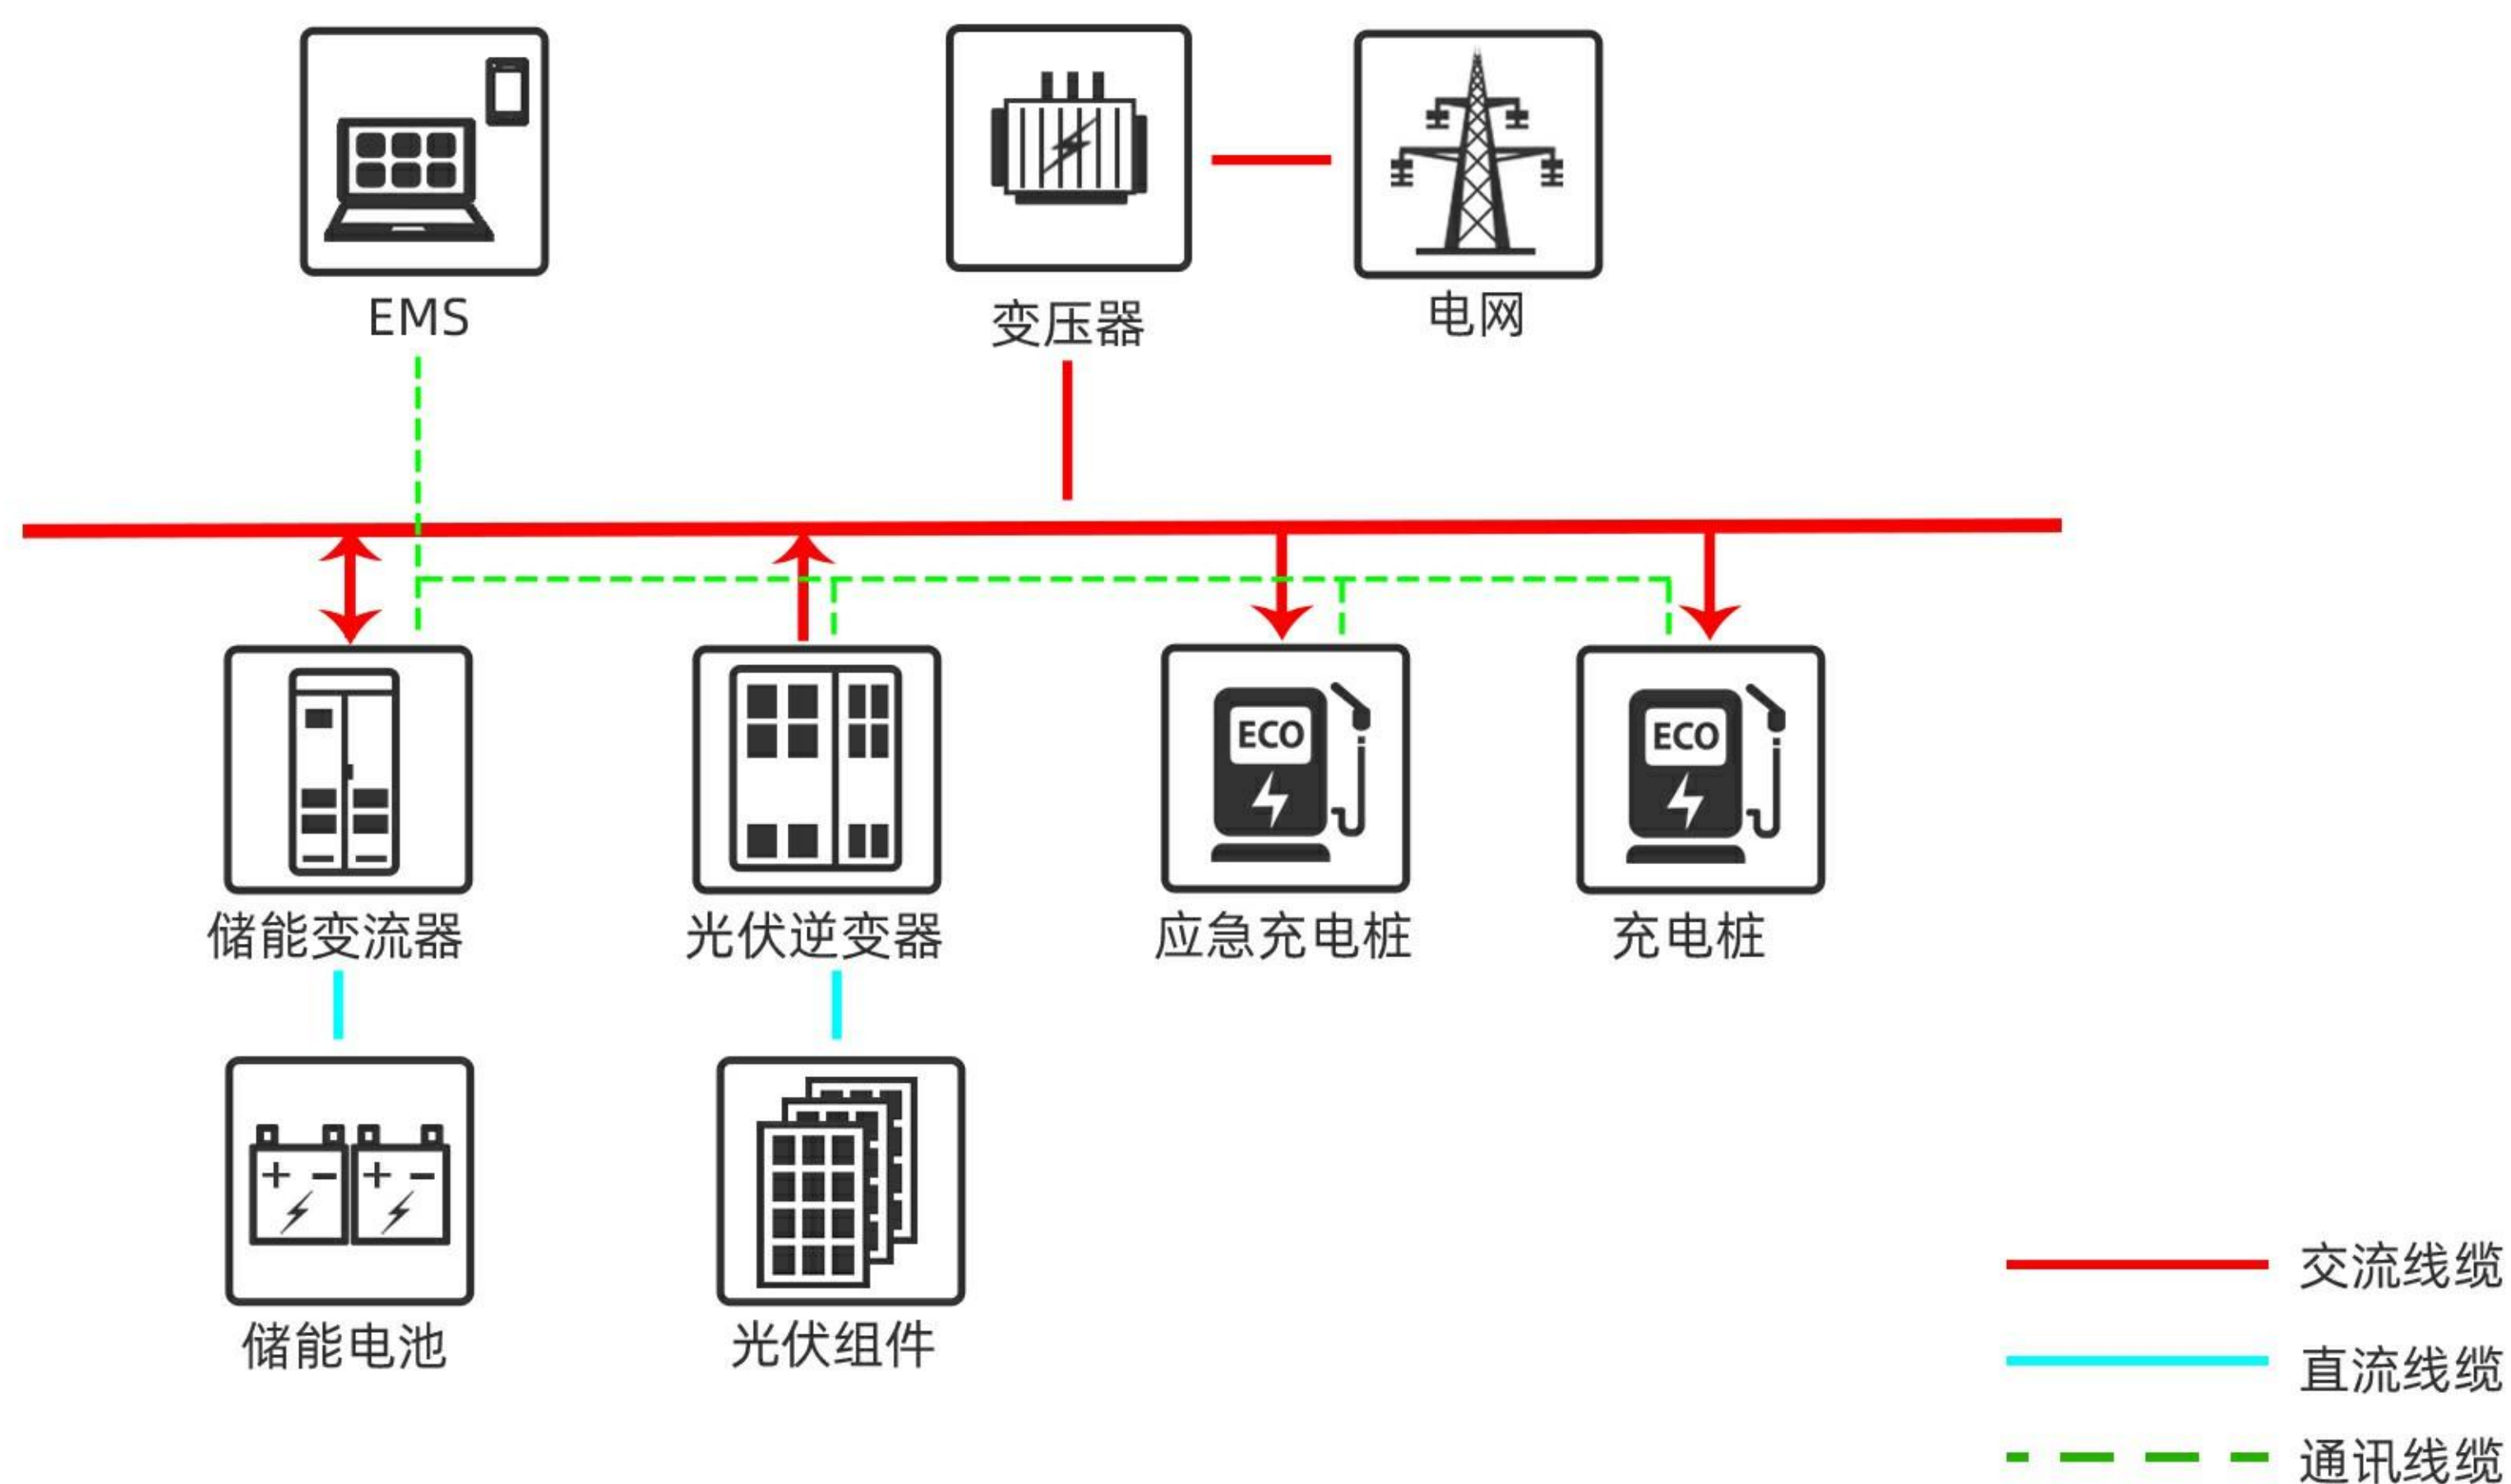 EMS
变压器
电网
ECO
ECO
储能变流器
光伏逆变器
应急充电桩
充电桩
+ - + -
储能电池
光伏组件
交流线缆
直流线缆
通讯线缆